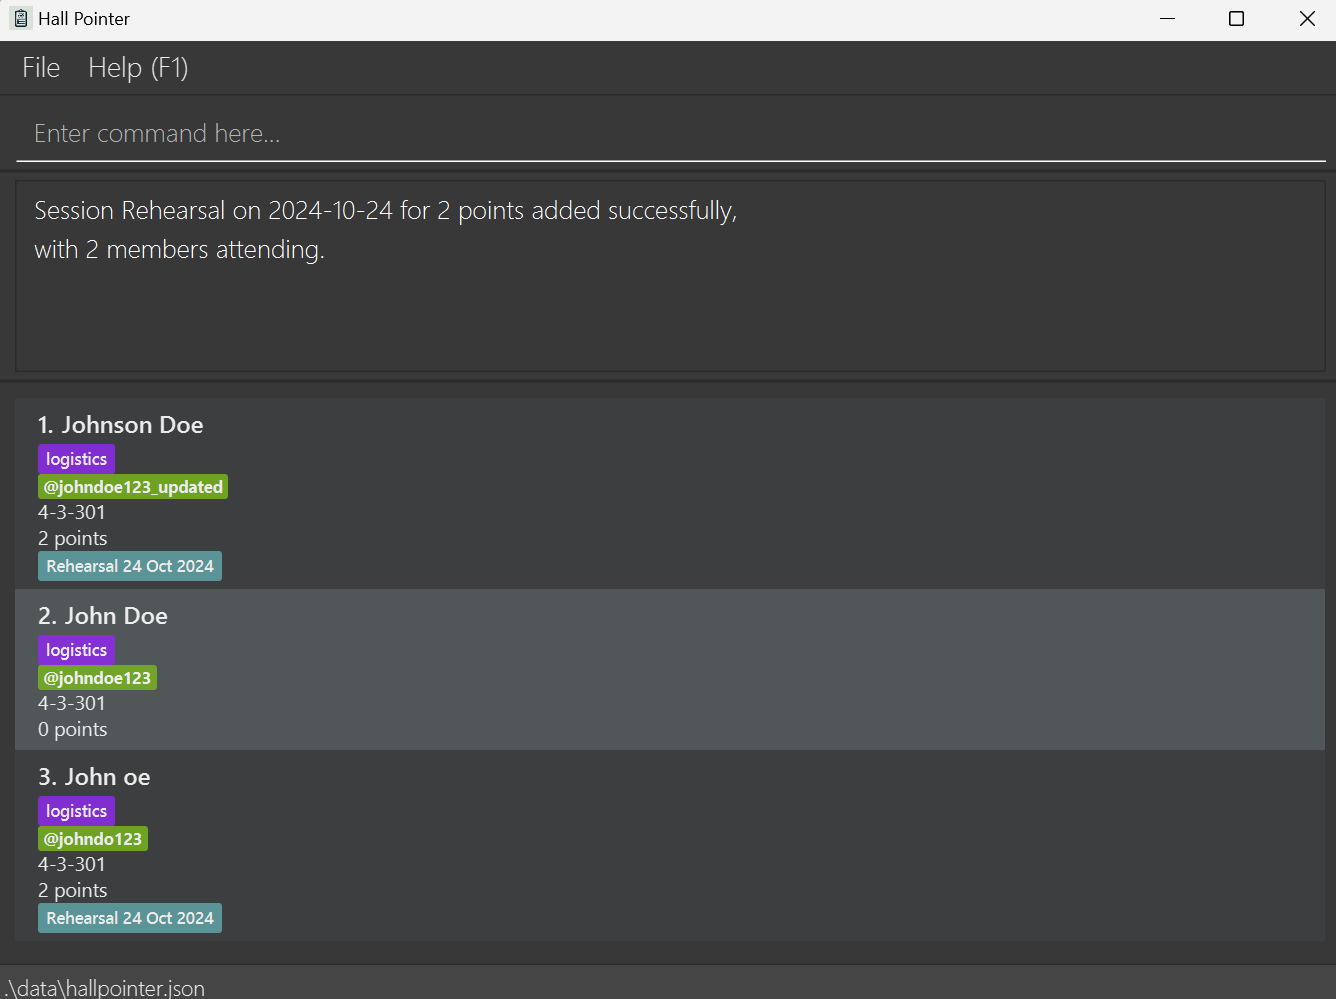 Hall Pointer
File Help (F1)
Enter command here...
Session Rehearsal on 2024-10-24 for 2 points added successfully,
with 2 members attending.
1. Johnson Doe
logistics
@johndoe123_updated
4-3-301
2 points
Rehearsal 24 Oct 2024
2. John Doe
logistics
@johndoe123
4-3-301
0 points
3. John oe
logistics
@johndo123
4-3-301
2 points
Rehearsal 24 Oct 2024
.\data\hallpointer.json